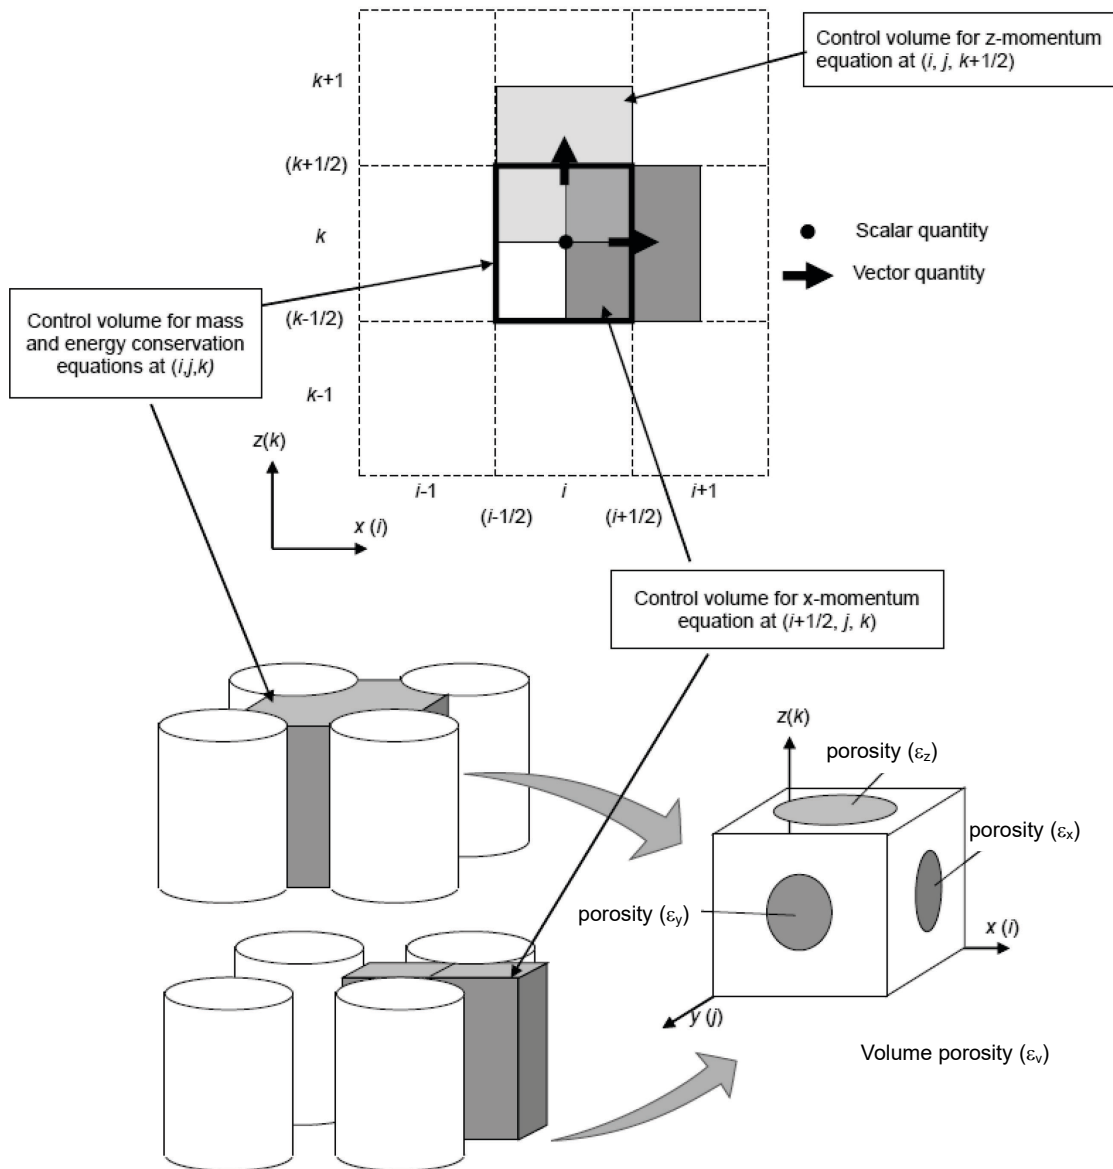 Control volume for z-momentum
equation at (i, j, k+1/2)
k+1
(k+1/2)
k
Scalar quantity
Vector quantity
Control volume for mass
and energy conservation
equations at (i,j,k)
(k-1/2)
k-1
z(k)
x (i)
i-1
i
i+1
(i-1/2)
(i+1/2)
Control volume for x-momentum
equation at (i+1/2, j, k)
z(k)
porosity (εz)
porosity (εx)
porosity (εy)
x (i)
y (j)
Volume porosity (εv)